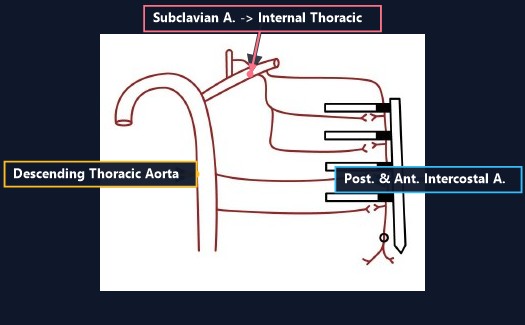 Subclavian A. -> Internal Thoracic
Descending Thoracic Aorta
Post. & Ant. Intercostal A.